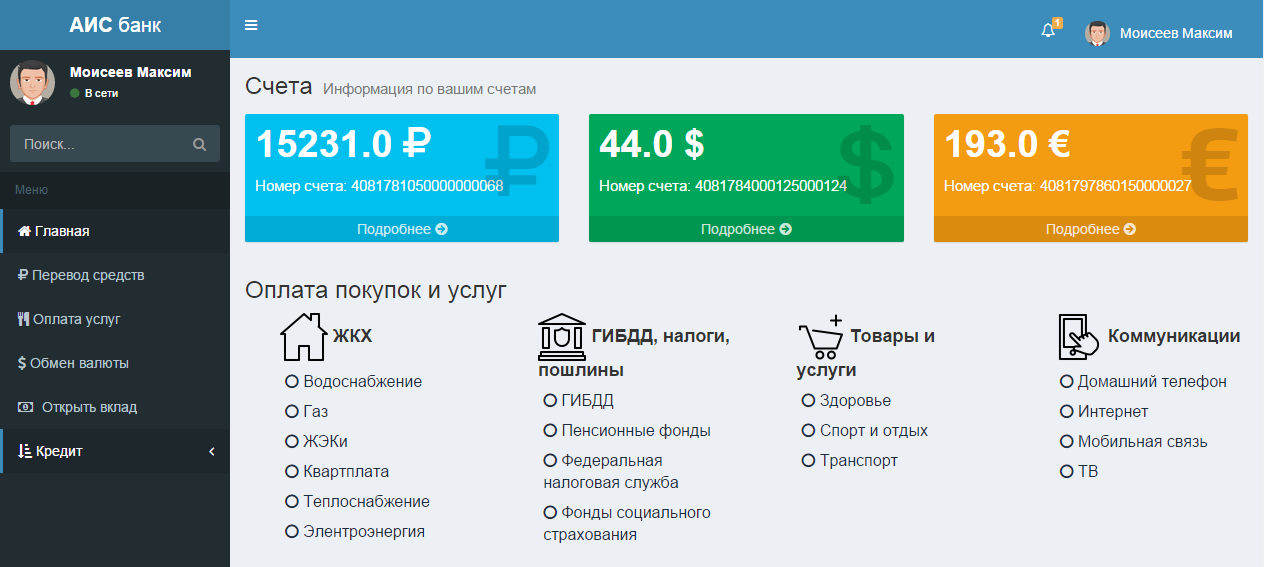 АИС банк
1
Моисеев Максим
Моисеев Максим
В сети
Поиск...
Меню
Главная
₽ Перевод средств
Оплата услуг
$ Обмен валюты
Открыть вклад
Кредит
Счета Информация по вашим счетам
15231.0 ₽
Номер счета: 4081781050000000068
Подробнее
44.0 $
Номер счета: 4081784000125000124
Подробнее
193.0 €
Номер счета: 4081797860150000027
Подробнее
Оплата покупок и услуг
ЖКХ
Водоснабжение
Газ
ЖЭКи
Квартплата
Теплоснабжение
Элентроэнергия
ГИБДД, налоги,
пошлины
ГИБДД
Пенсионные фонды
Федеральная
налоговая служба
Фонды социального
страхования
Товары и
услуги
Здоровье
Спорт и отдых
Транспорт
Коммуникации
Домашний телефон
Интернет
Мобильная связь
ТВ